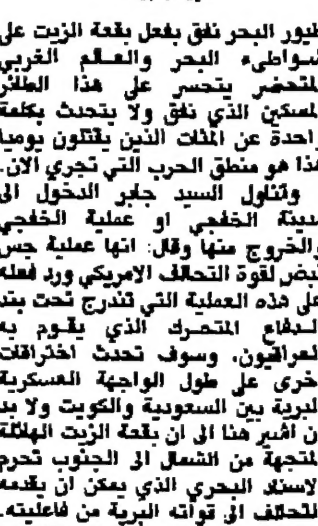 طيور البحر نفق بفعل بقعة الزيت على
شواطىء البحر والعالم الغربي
المتحضر يتحسر على هذا الطائر
المسكين الذي نفق ولا يتحدث بكلمة
واحدة عن المئات الذين يقتلون يوميا
هذا هو منطق الحرب التي تجري الان.
وتناول السيد جابر الدخول الى
مدينة الخفجي او عملية الخفجي
والخروج منها وقال: انها عملية جس
نبض لقوة التحالف الامريكي ورد فعله
على هذه العملية التي تندرج تحت بند
الدفاع المتحرك الذي يقوم به
العراقيون، وسوف تحدث اختراقات
اخرى على طول الواجهة العسكرية
البرية بين السعودية والكويت ولا بد
ان اشير هنا الى ان بقعة الزيت الهائلة
المتجهة من الشمال الى الجنوب تحرم
الاسناد البحري الذي يمكن ان يقدمه
التحالف الى قواته البرية من فاعليته.